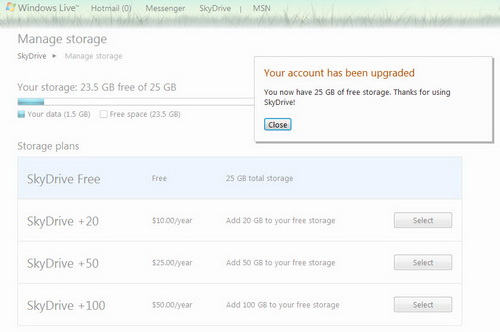 Windows Live™ Hotmail (0) Messenger SkyDrive | MSN
Manage storage
SkyDrive ▸ Manage storage
Your account has been upgraded
Your storage: 23.5 GB free of 25 GB
You now have 25 GB of free storage. Thanks for using
SkyDrive!
Your data (1.5 GB) Free space (23.5 GB)
Close
Storage plans
SkyDrive Free Free 25 GB total storage
SkyDrive +20 $10.00/year Add 20 GB to your free storage Select
SkyDrive +50 $25.00/year Add 50 GB to your free storage Select
SkyDrive +100 $50.00/year Add 100 GB to your free storage Select